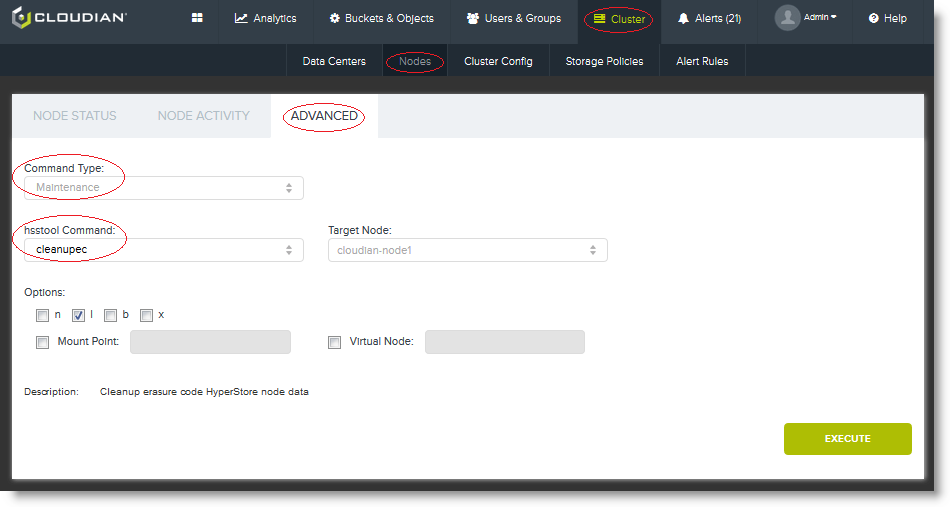 CLOUDIAN®
Analytics
Buckets & Objects
Users & Groups
Cluster
Alerts (21)
Admin
Help
Data Centers
Nodes
Cluster Config
Storage Policies
Alert Rules
NODE STATUS
NODE ACTIVITY
ADVANCED
Command Type:
Maintenance
hsstool Command:
Target Node:
cleanupec
cloudian-node1
Options:
n l b x
Mount Point:
Virtual Node:
Description: Cleanup erasure code HyperStore node data
EXECUTE